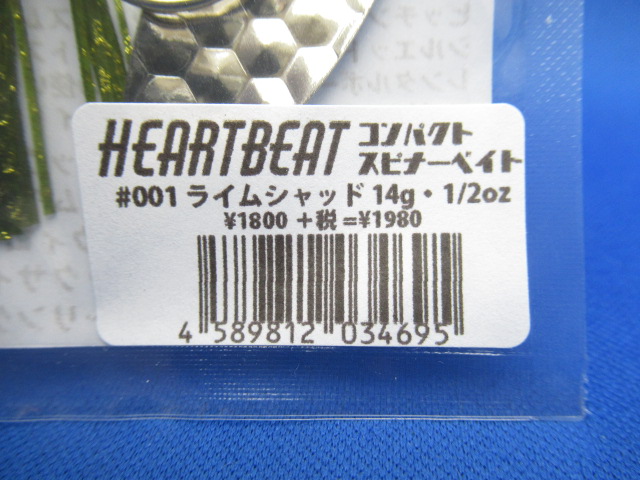 HEARTBEAT コンパクト
スピナーベイト
#001 ライムシャッド 14g・1/2oz
¥1800 +税=¥1980
4 589812 034695